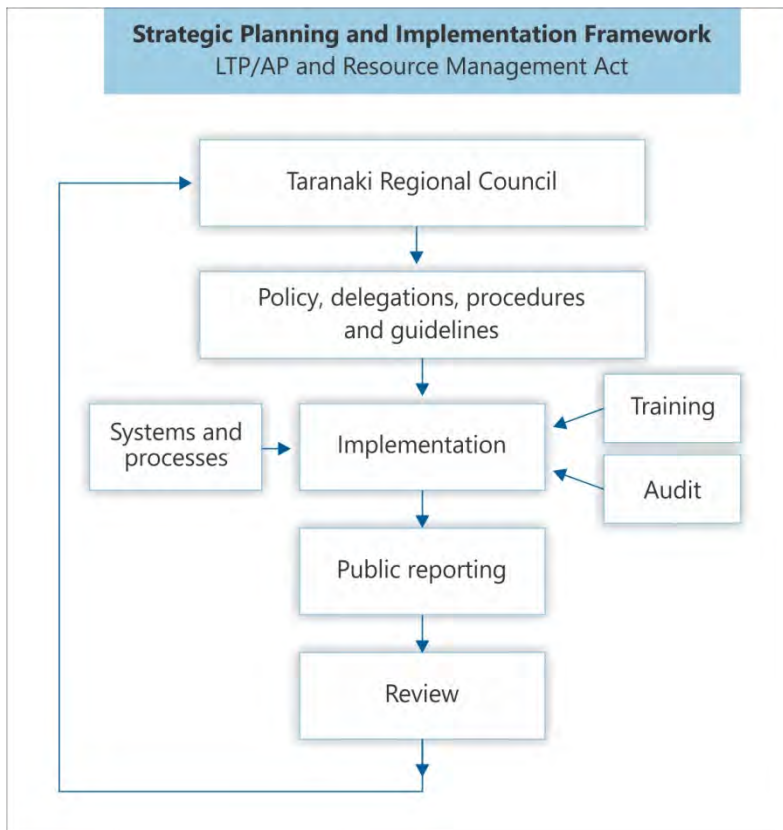 Strategic Planning and Implementation Framework
LTP/AP and Resource Management Act
Taranaki Regional Council
Policy, delegations, procedures
and guidelines
Systems and
processes
Implementation
Training
Audit
Public reporting
Review